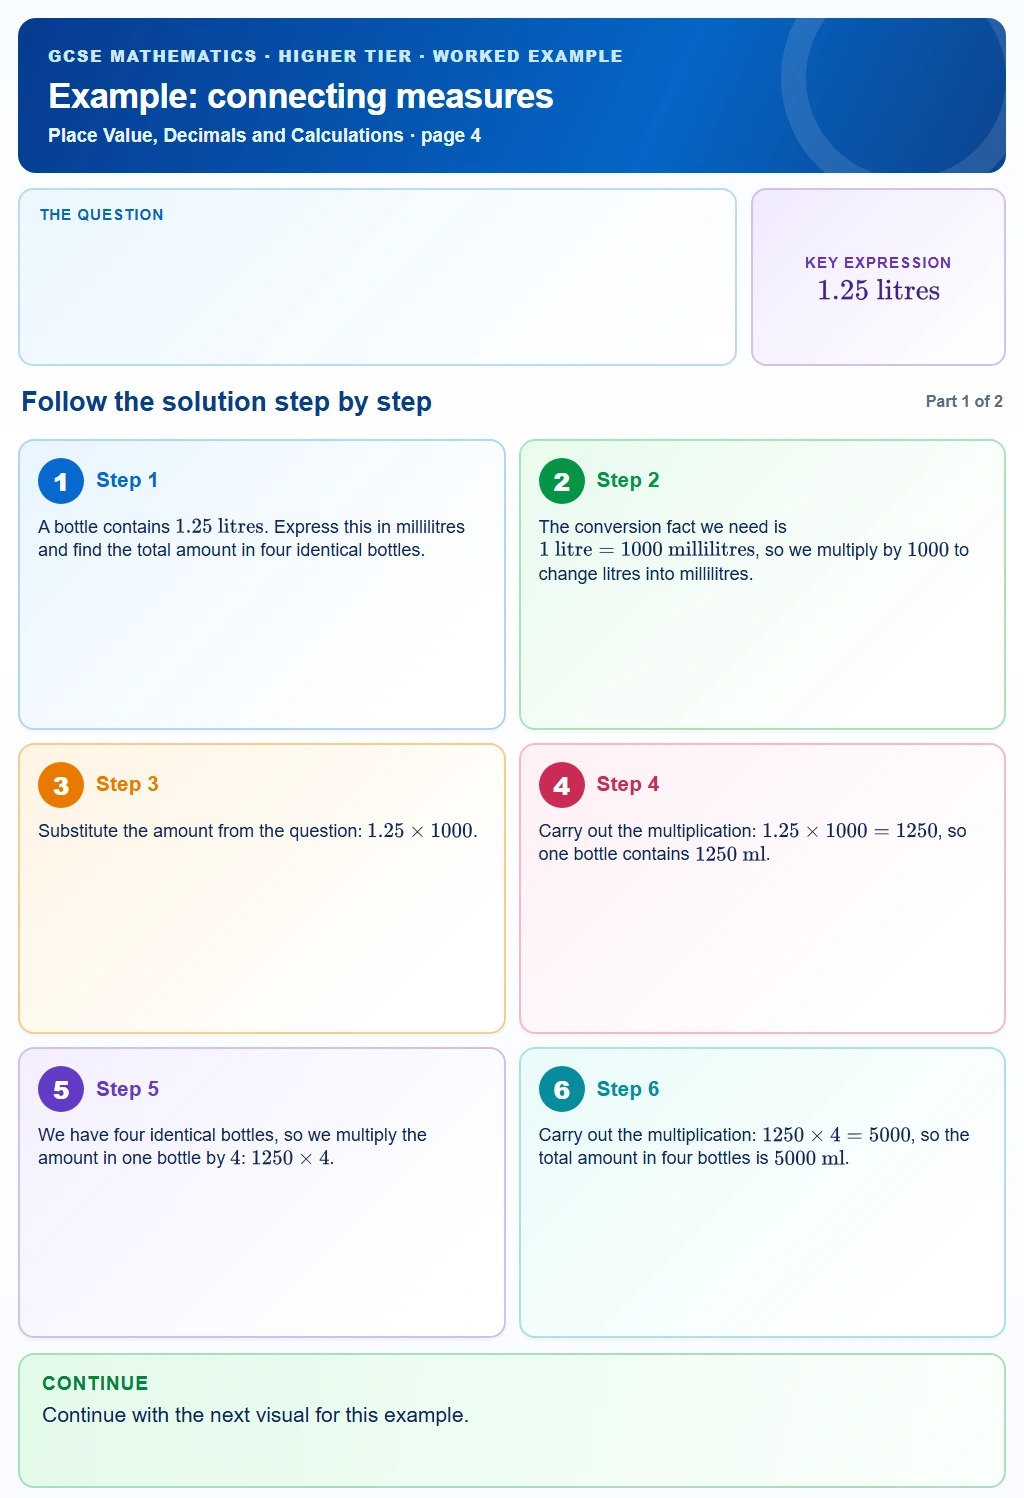 GCSE MATHEMATICS · HIGHER TIER · WORKED EXAMPLE
Example: connecting measures
Place Value, Decimals and Calculations · page 4
THE QUESTION
KEY EXPRESSION
1.25 litres
Follow the solution step by step
Part 1 of 2
1 Step 1
A bottle contains 1.25 litres. Express this in millilitres
and find the total amount in four identical bottles.
2 Step 2
The conversion fact we need is
1 litre = 1000 millilitres, so we multiply by 1000 to
change litres into millilitres.
3 Step 3
Substitute the amount from the question: 1.25 × 1000.
4 Step 4
Carry out the multiplication: 1.25 × 1000 = 1250, so
one bottle contains 1250 ml.
5 Step 5
We have four identical bottles, so we multiply the
amount in one bottle by 4: 1250 × 4.
6 Step 6
Carry out the multiplication: 1250 × 4 = 5000, so the
total amount in four bottles is 5000 ml.
CONTINUE
Continue with the next visual for this example.